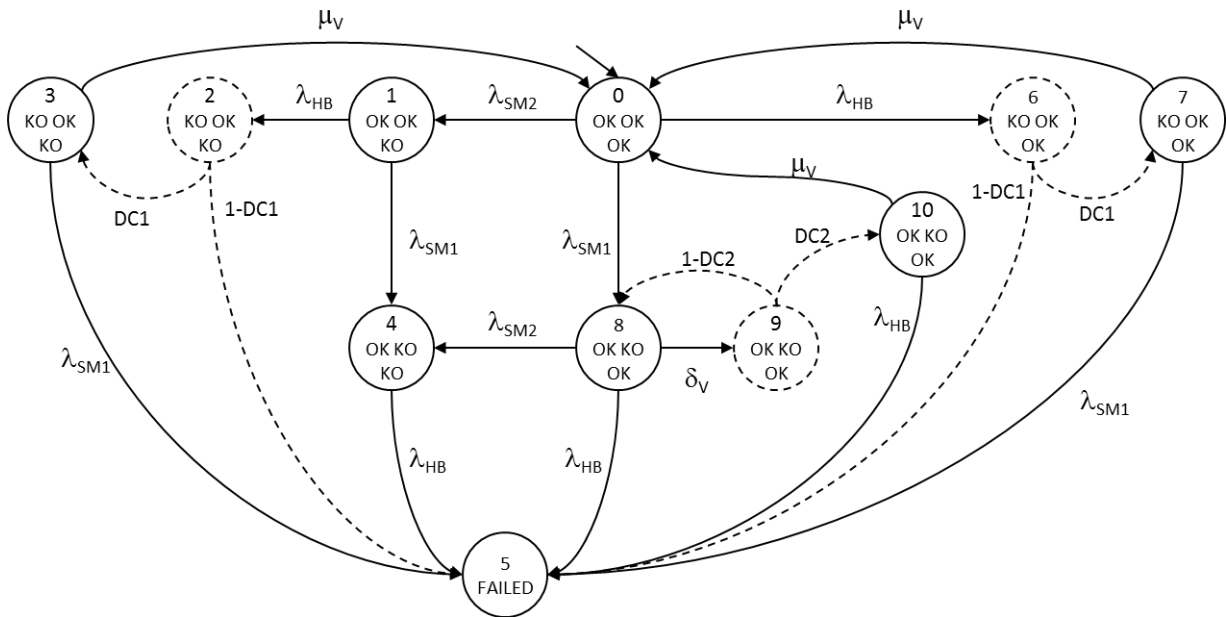 μV
μV
3
KO OK
KO
2
KO OK
KO
λHB
1
OK OK
KO
λSM2
0
OK OK
OK
λHB
6
KO OK
OK
7
KO OK
OK
DC1
1-DC1
λSM1
λSM1
μV
10
OK KO
OK
1-DC1
DC1
DC2
1-DC2
4
OK KO
KO
λSM2
8
OK KO
OK
δV
9
OK KO
OK
λHB
λSM1
λSM1
λHB
λHB
5
FAILED